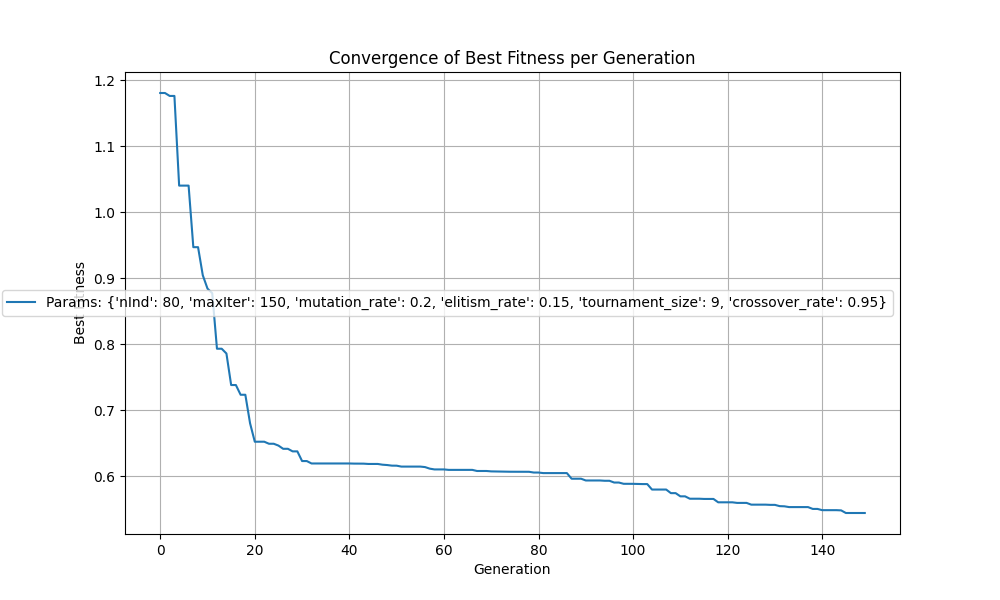 Convergence of Best Fitness per Generation
1.2
1.1
1.0
0.9
Params: {'nInd': 80, 'maxIter': 150, 'mutation_rate': 0.2, 'elitism_rate': 0.15, 'tournament_size': 9, 'crossover_rate': 0.95}
Best Fitness
0.8
0.7
0.6
0 20 40 60 80 100 120 140
Generation